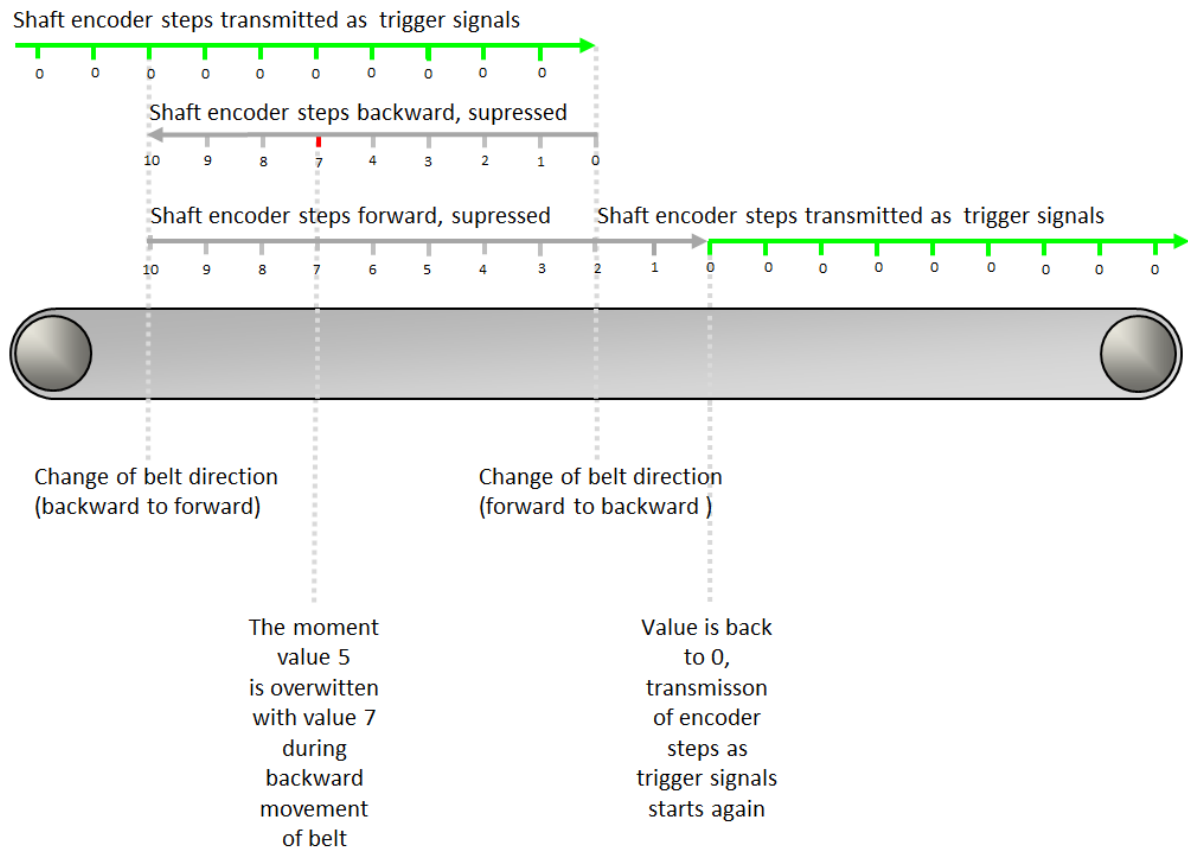 Shaft encoder steps transmitted as  trigger signals
0 0 0 0 0 0 0 0 0 0
Shaft encoder steps backward, supressed
10 9 8 7 4 3 2 1 0
Shaft encoder steps forward, supressed
Shaft encoder steps transmitted as  trigger signals
10 9 8 7 6 5 4 3 2 1 0 0 0 0 0 0 0 0 0
Change of belt direction
(backward to forward)
Change of belt direction
(forward to backward )
The moment
value 5
is overwitten
with value 7
during
backward
movement
of belt
Value is back
to 0,
transmisson
of encoder
steps as
trigger signals
starts again